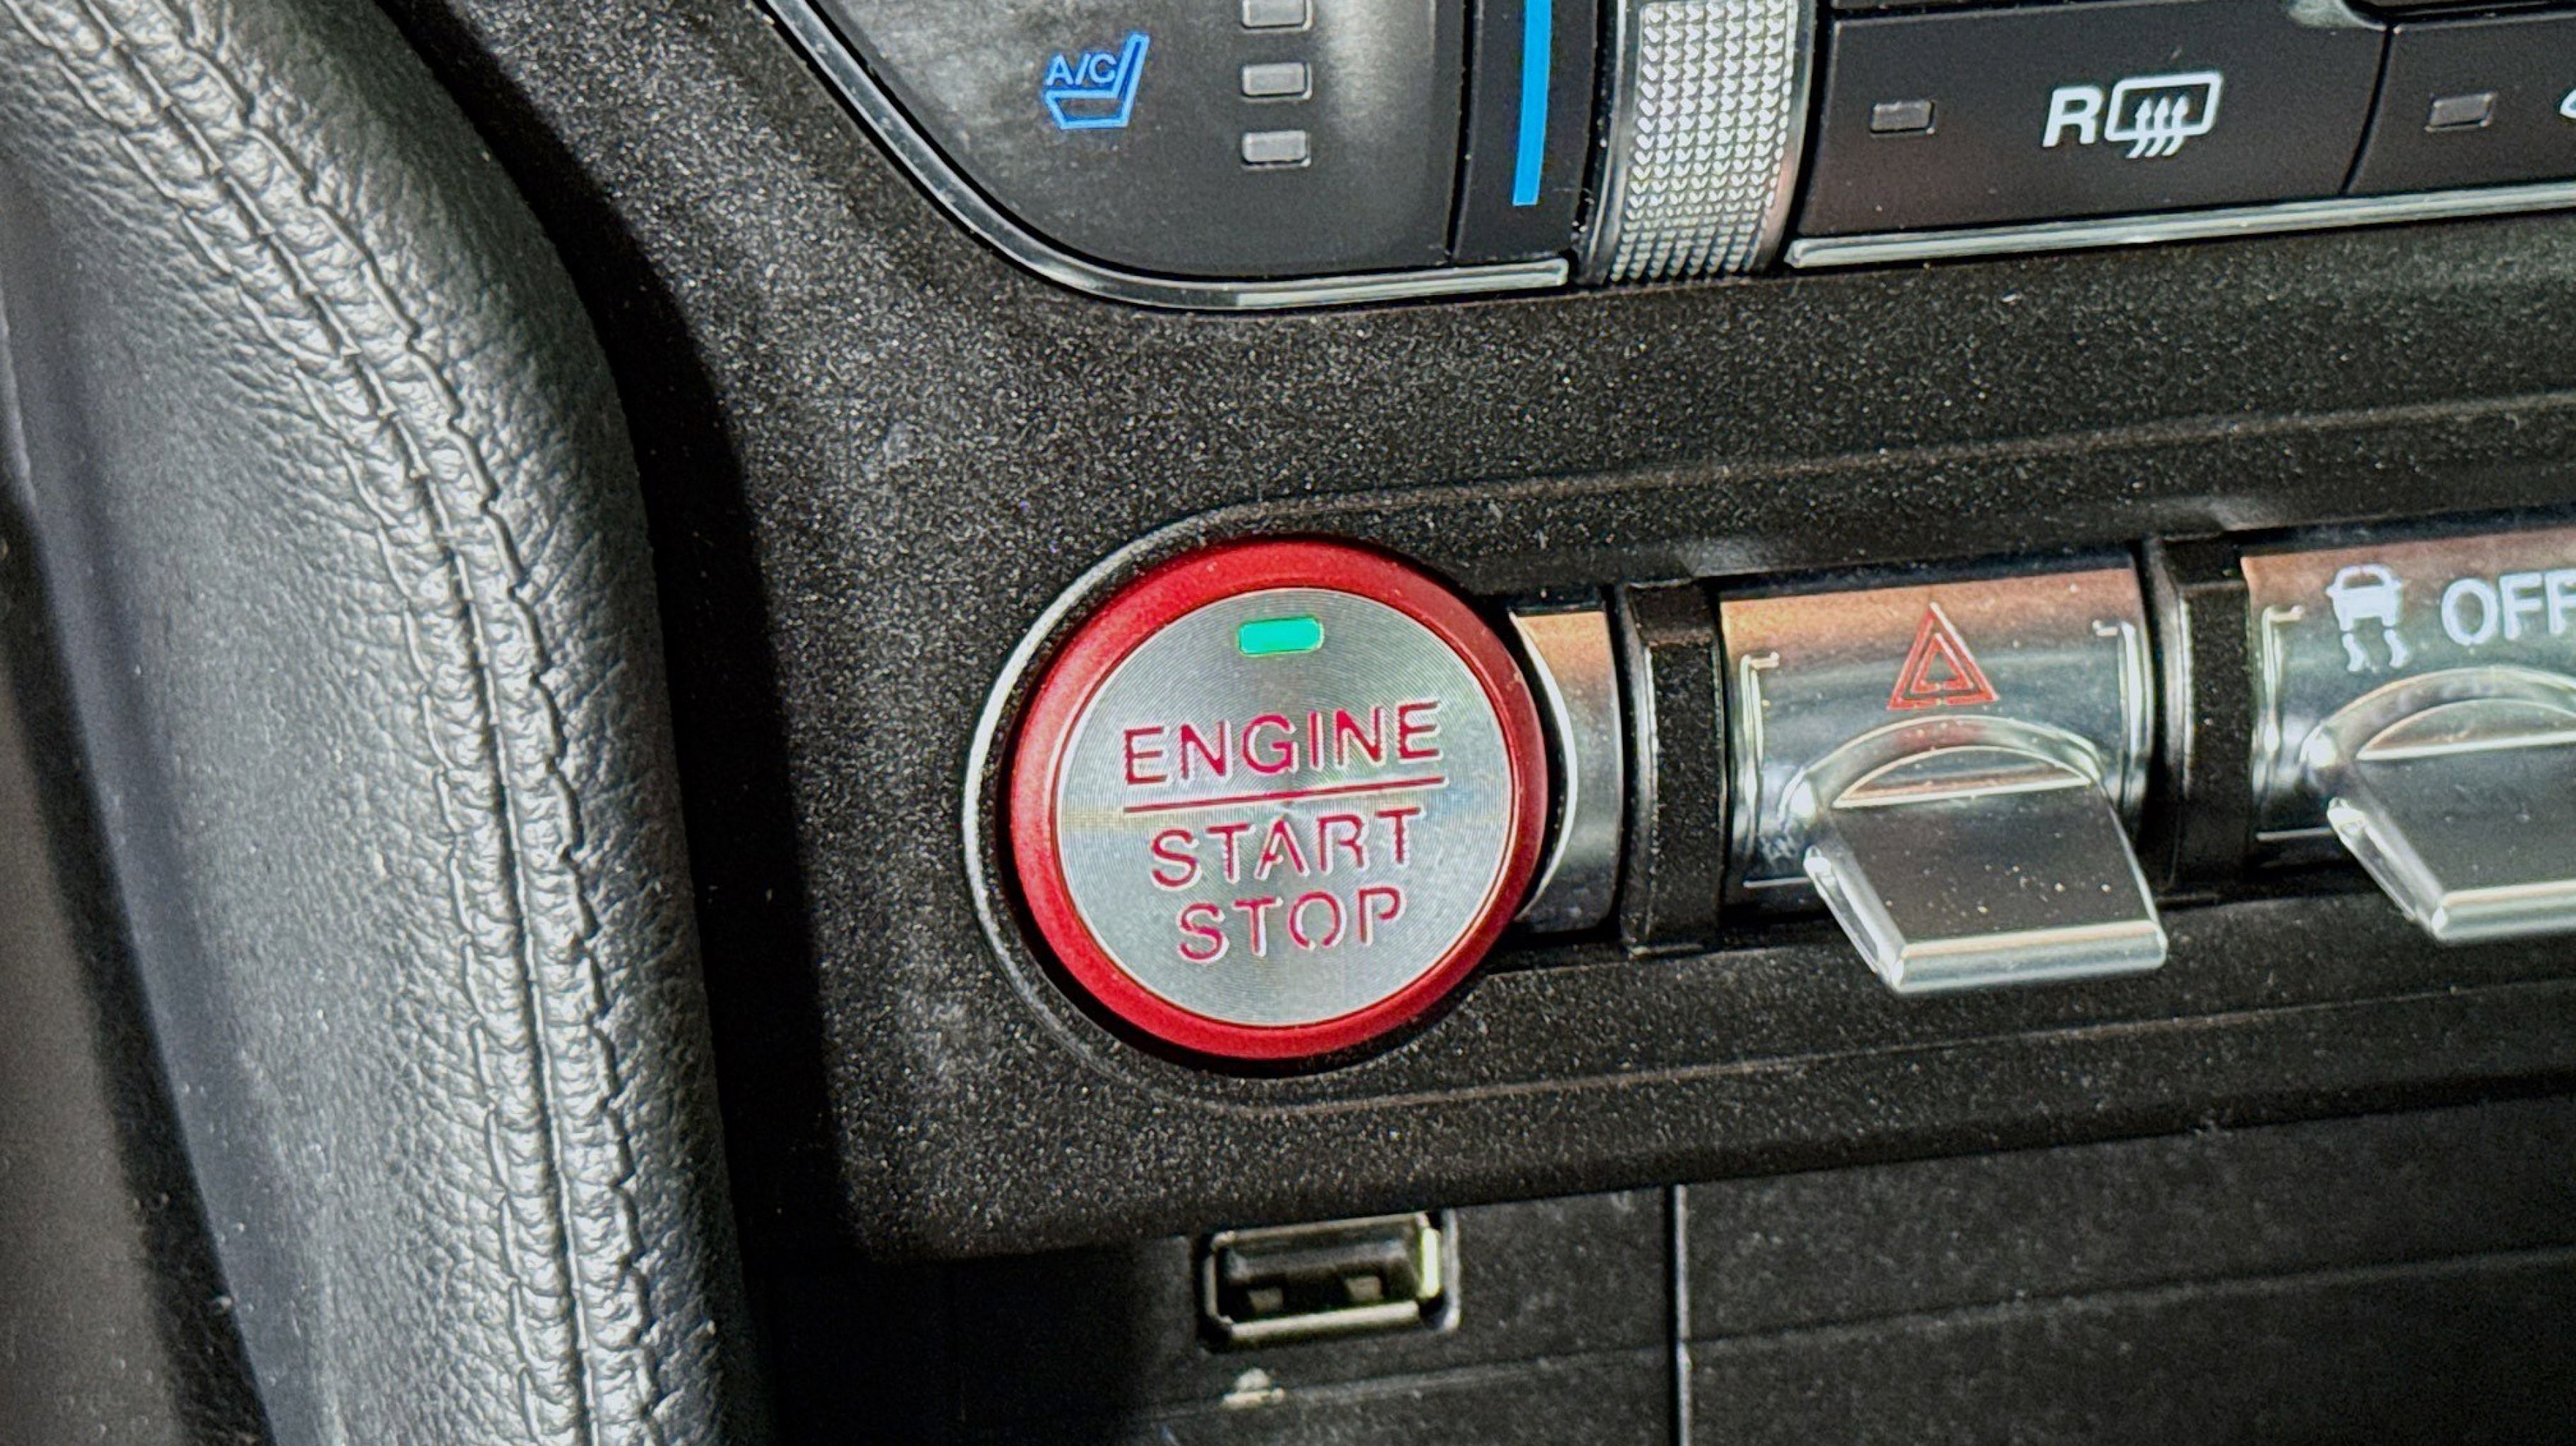 A/C
R
OFF
ENGINE
START
STOP